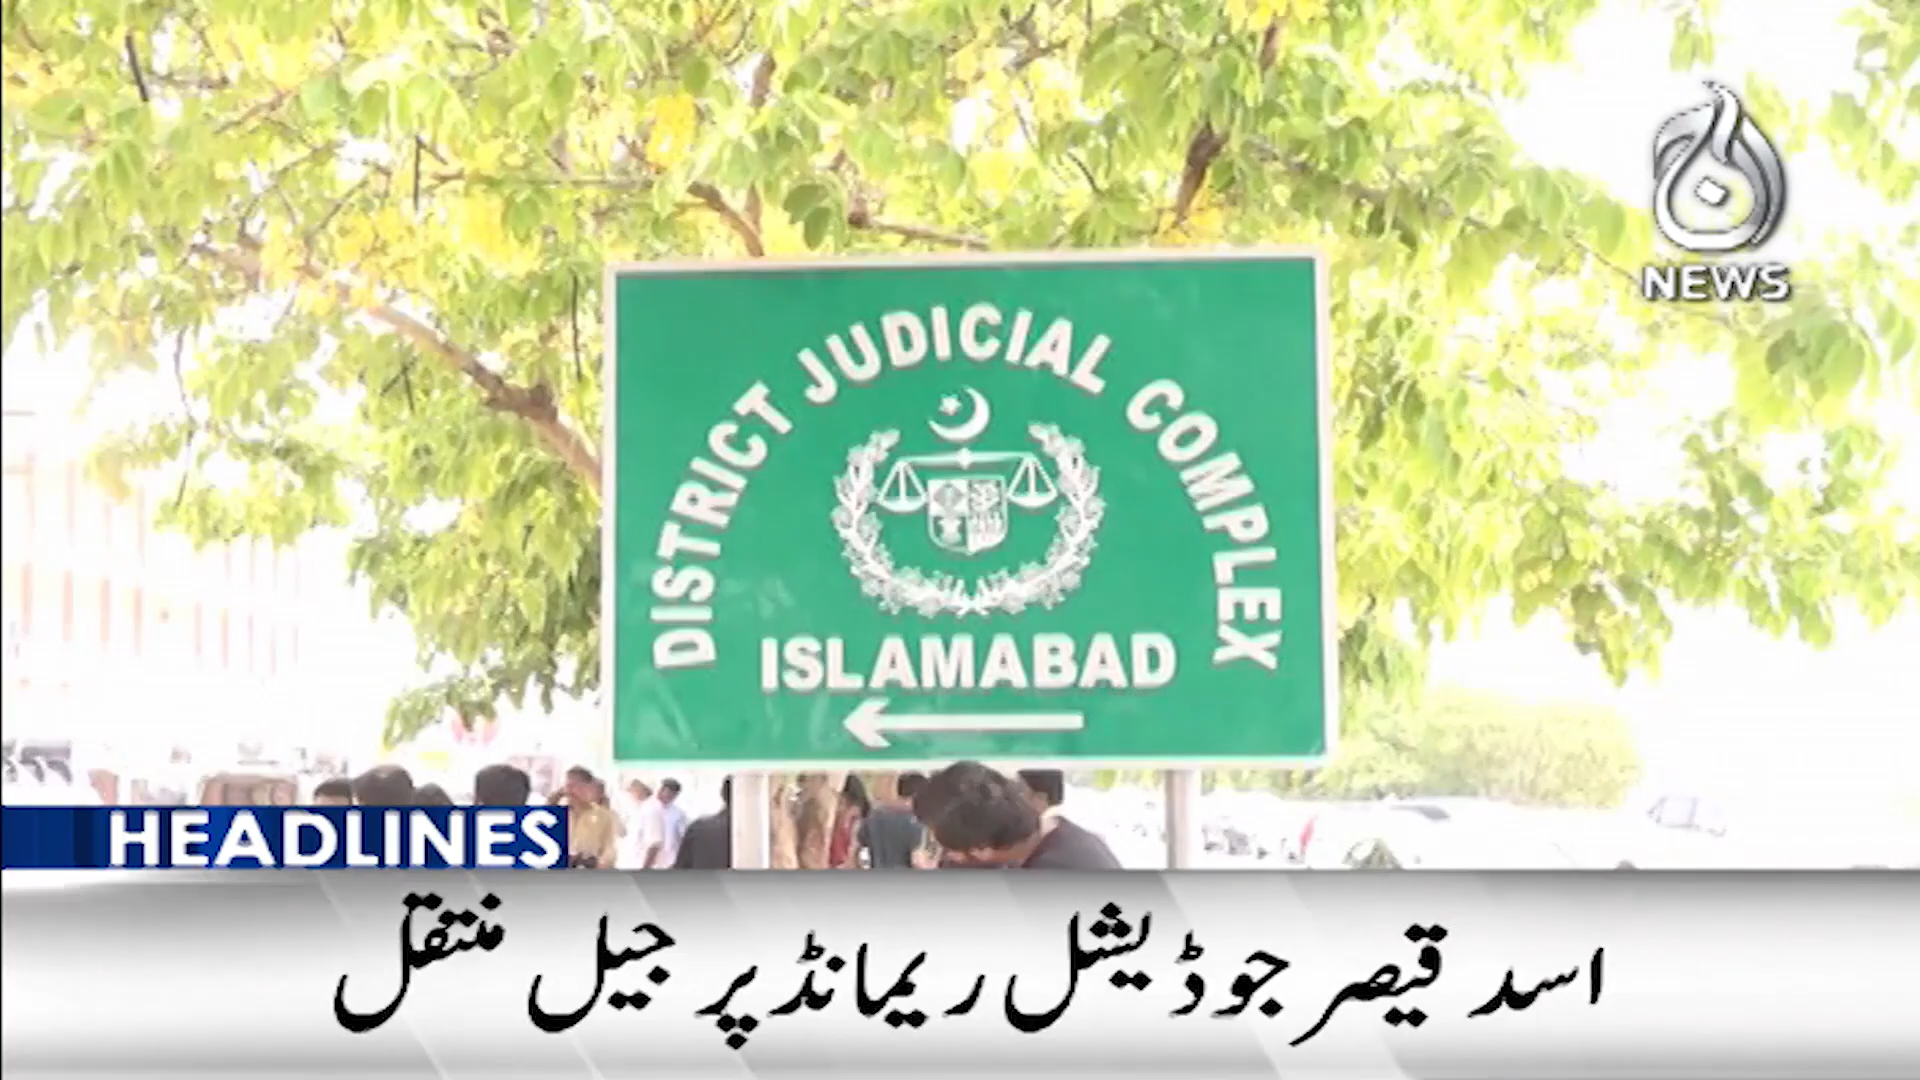 NEWS
DISTRICT JUDICIAL COMPLEX
ISLAMABAD
HEADLINES
اسد قیصر جوڈیشل ریمانڈ پر جیل منتقل